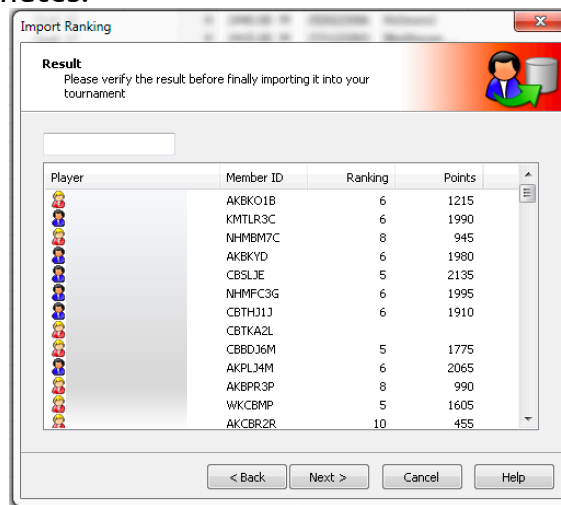 Import Ranking
Result
Please verify the result before finally importing it into your
tournament
Player Member ID Ranking Points
AKBKO1B 6 1215
KMTLR3C 6 1990
NHMBM7C 8 945
AKBKYD 6 1980
CBSLJE 5 2135
NHMFC3G 6 1995
CBTHJ1J 6 1910
CBTKA2L
CBBDJ6M 5 1775
AKPLJ4M 6 2065
AKBPR3P 8 990
WKCBMP 5 1605
AKCBR2R 10 455
< Back Next > Cancel Help